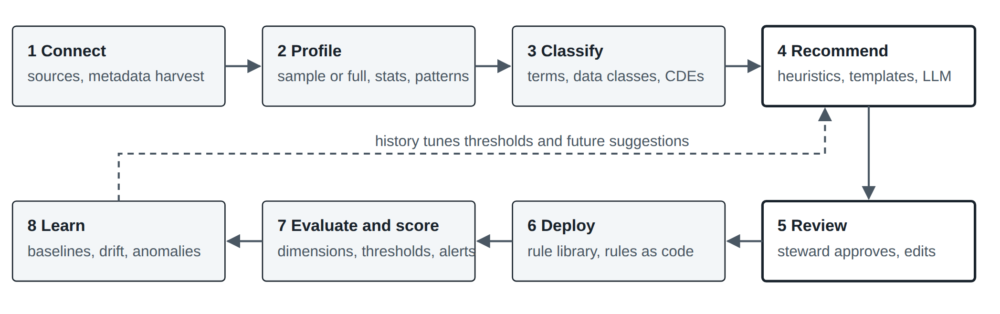 1 Connect
sources, metadata harvest
2 Profile
sample or full, stats, patterns
3 Classify
terms, data classes, CDEs
4 Recommend
heuristics, templates, LLM
history tunes thresholds and future suggestions
8 Learn
baselines, drift, anomalies
7 Evaluate and score
dimensions, thresholds, alerts
6 Deploy
rule library, rules as code
5 Review
steward approves, edits